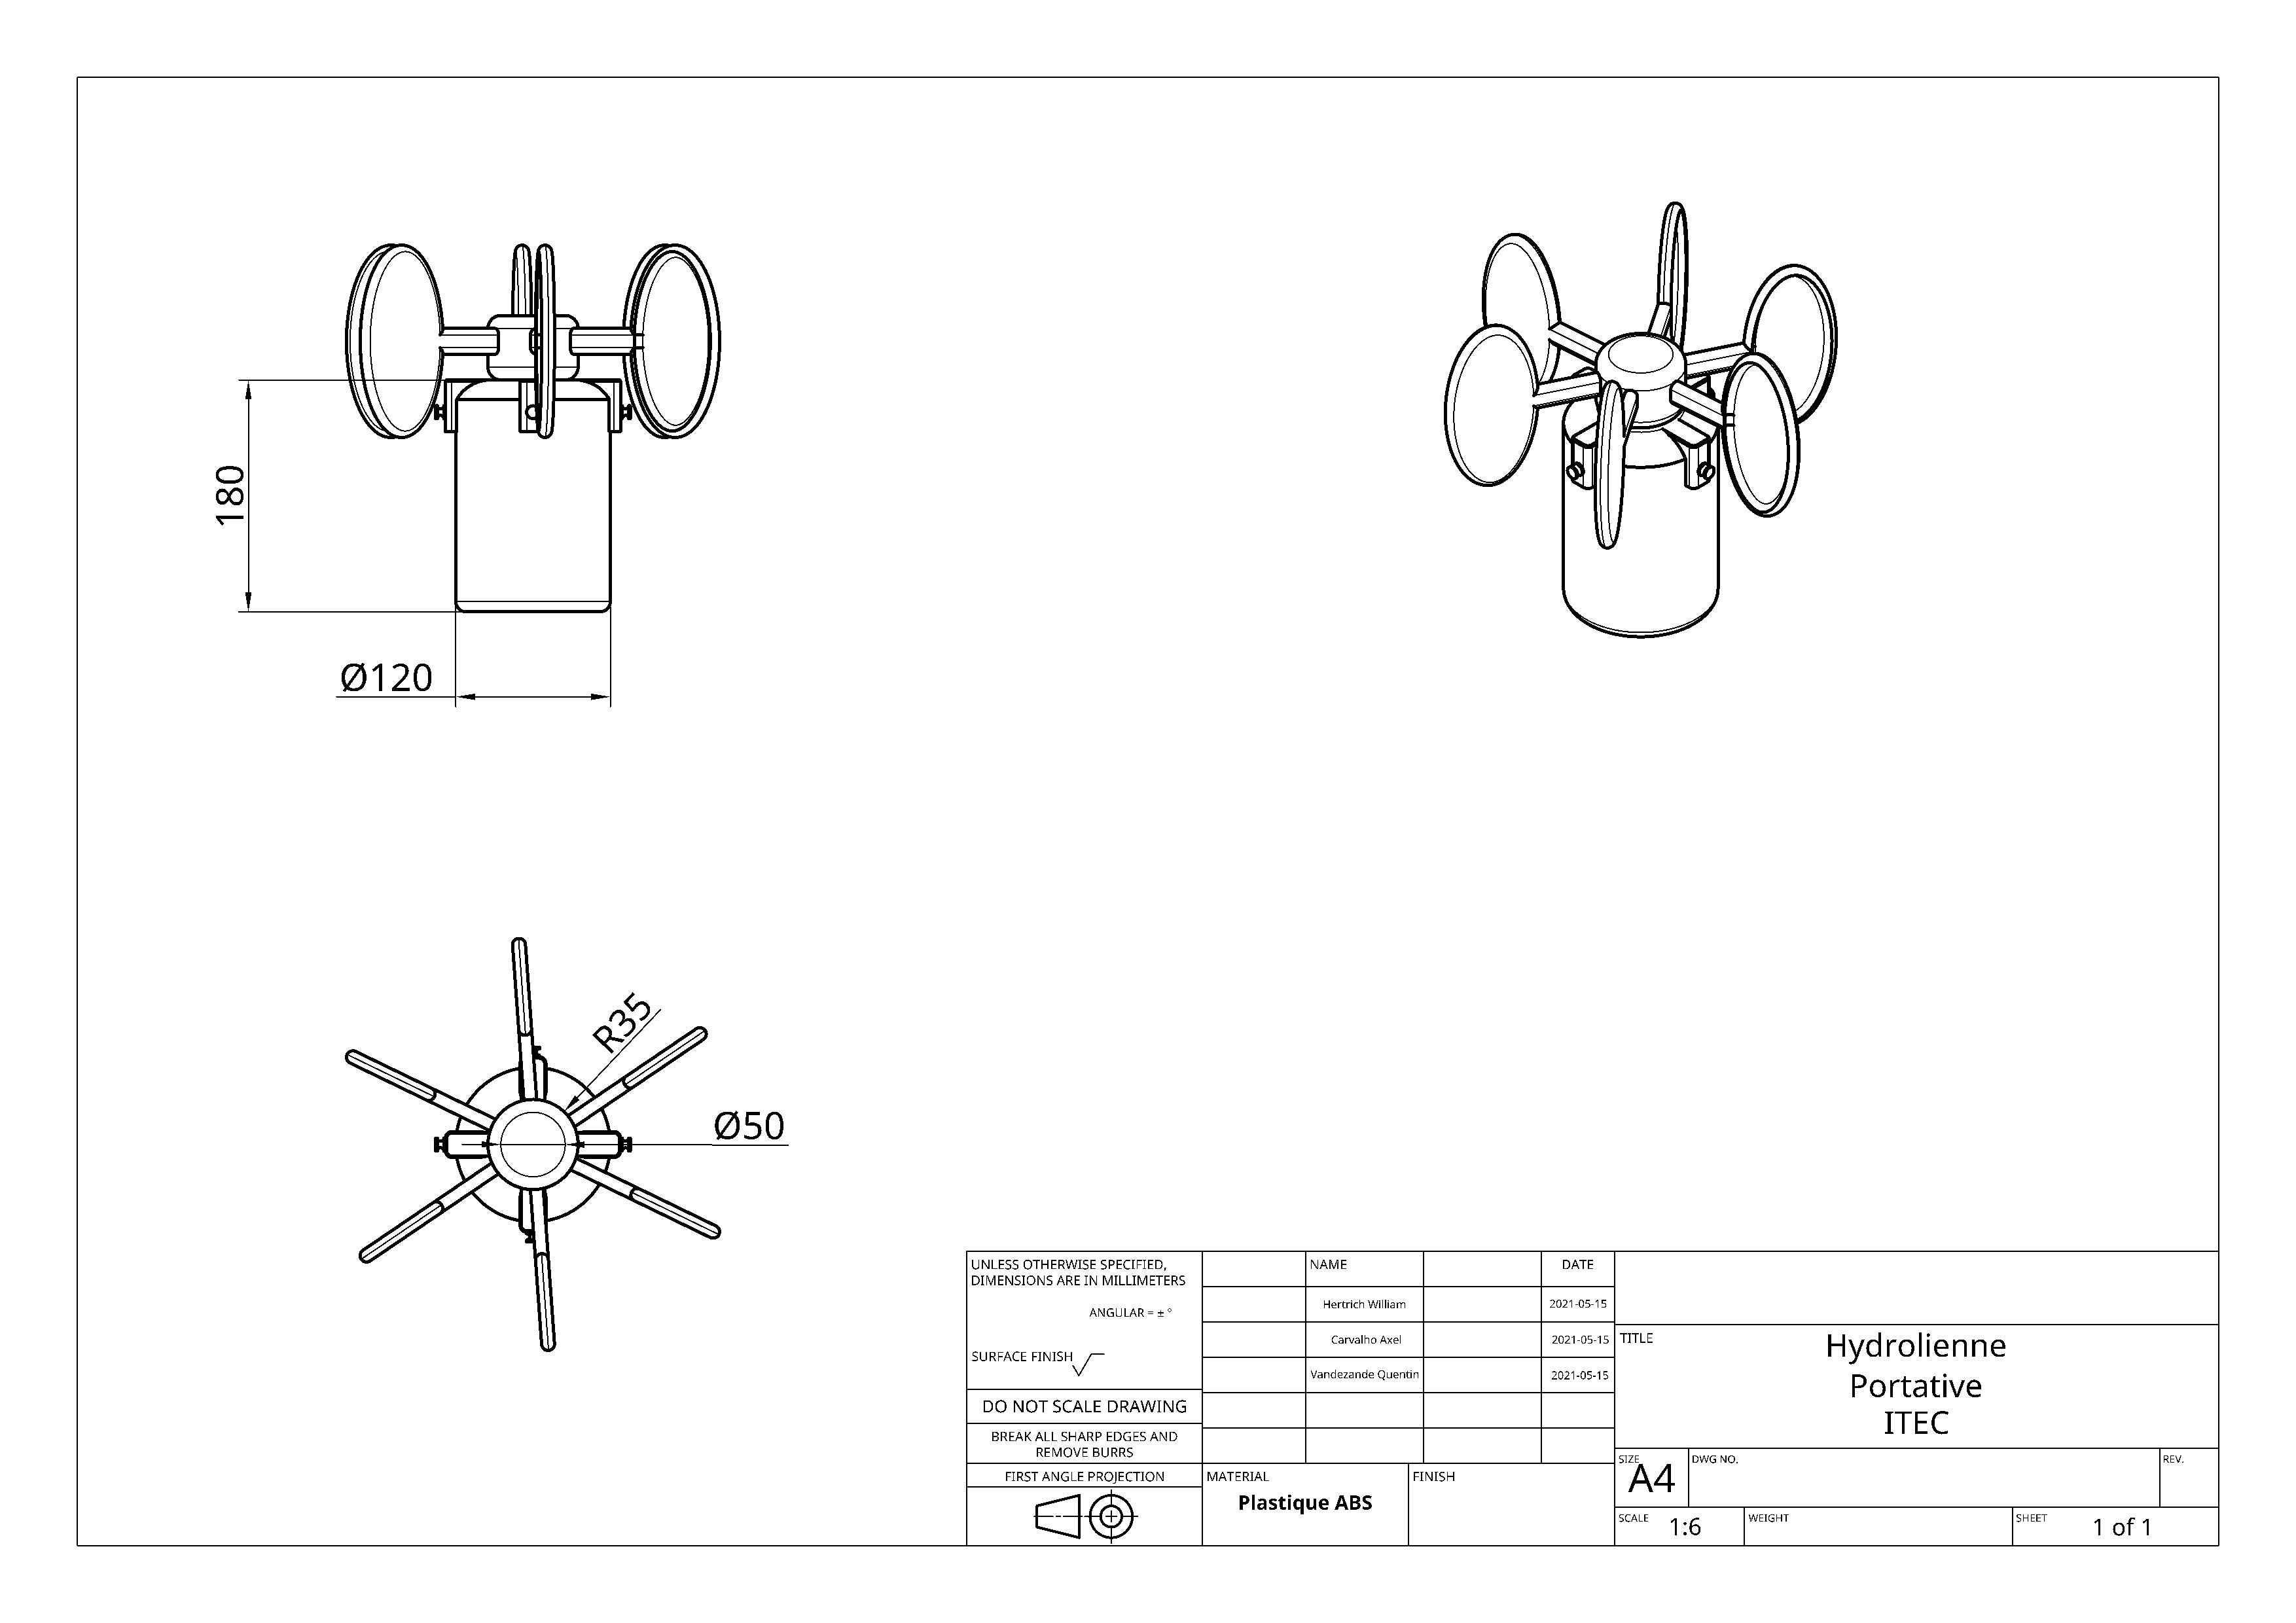 180
Ø120
R35
Ø50
UNLESS OTHERWISE SPECIFIED,
DIMENSIONS ARE IN MILLIMETERS
ANGULAR = ± °
SURFACE FINISH
DO NOT SCALE DRAWING
BREAK ALL SHARP EDGES AND
REMOVE BURRS
FIRST ANGLE PROJECTION
NAME
DATE
Hertrich William
2021-05-15
Carvalho Axel
2021-05-15
Vandezande Quentin
2021-05-15
MATERIAL
Plastique ABS
FINISH
TITLE
Hydrolienne
Portative
ITEC
SIZE
A4
DWG NO.
REV.
SCALE
1:6
WEIGHT
SHEET
1 of 1